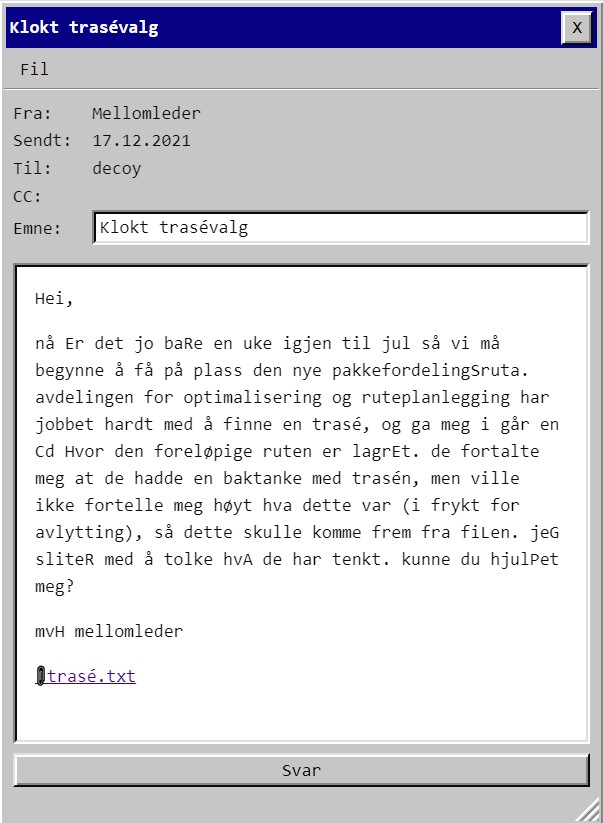 Klokt trasévalg
X
Fil
Fra: Mellomleder
Sendt: 17.12.2021
Til: decoy
CC:
Emne: Klokt trasévalg
Hei,
nå Er det jo baRe en uke igjen til jul så vi må
begynne å få på plass den nye pakkefordelingSruta.
avdelingen for optimalisering og ruteplanlegging har
jobbet hardt med å finne en trasé, og ga meg i går en
Cd Hvor den foreløpige ruten er lagrEt. de fortalte
meg at de hadde en baktanke med trasén, men ville
ikke fortelle meg høyt hva dette var (i frykt for
avlytting), så dette skulle komme frem fra fiLen. jeG
sliteR med å tolke hvA de har tenkt. kunne du hjulPet
meg?
mvH mellomleder
trasé.txt
Svar